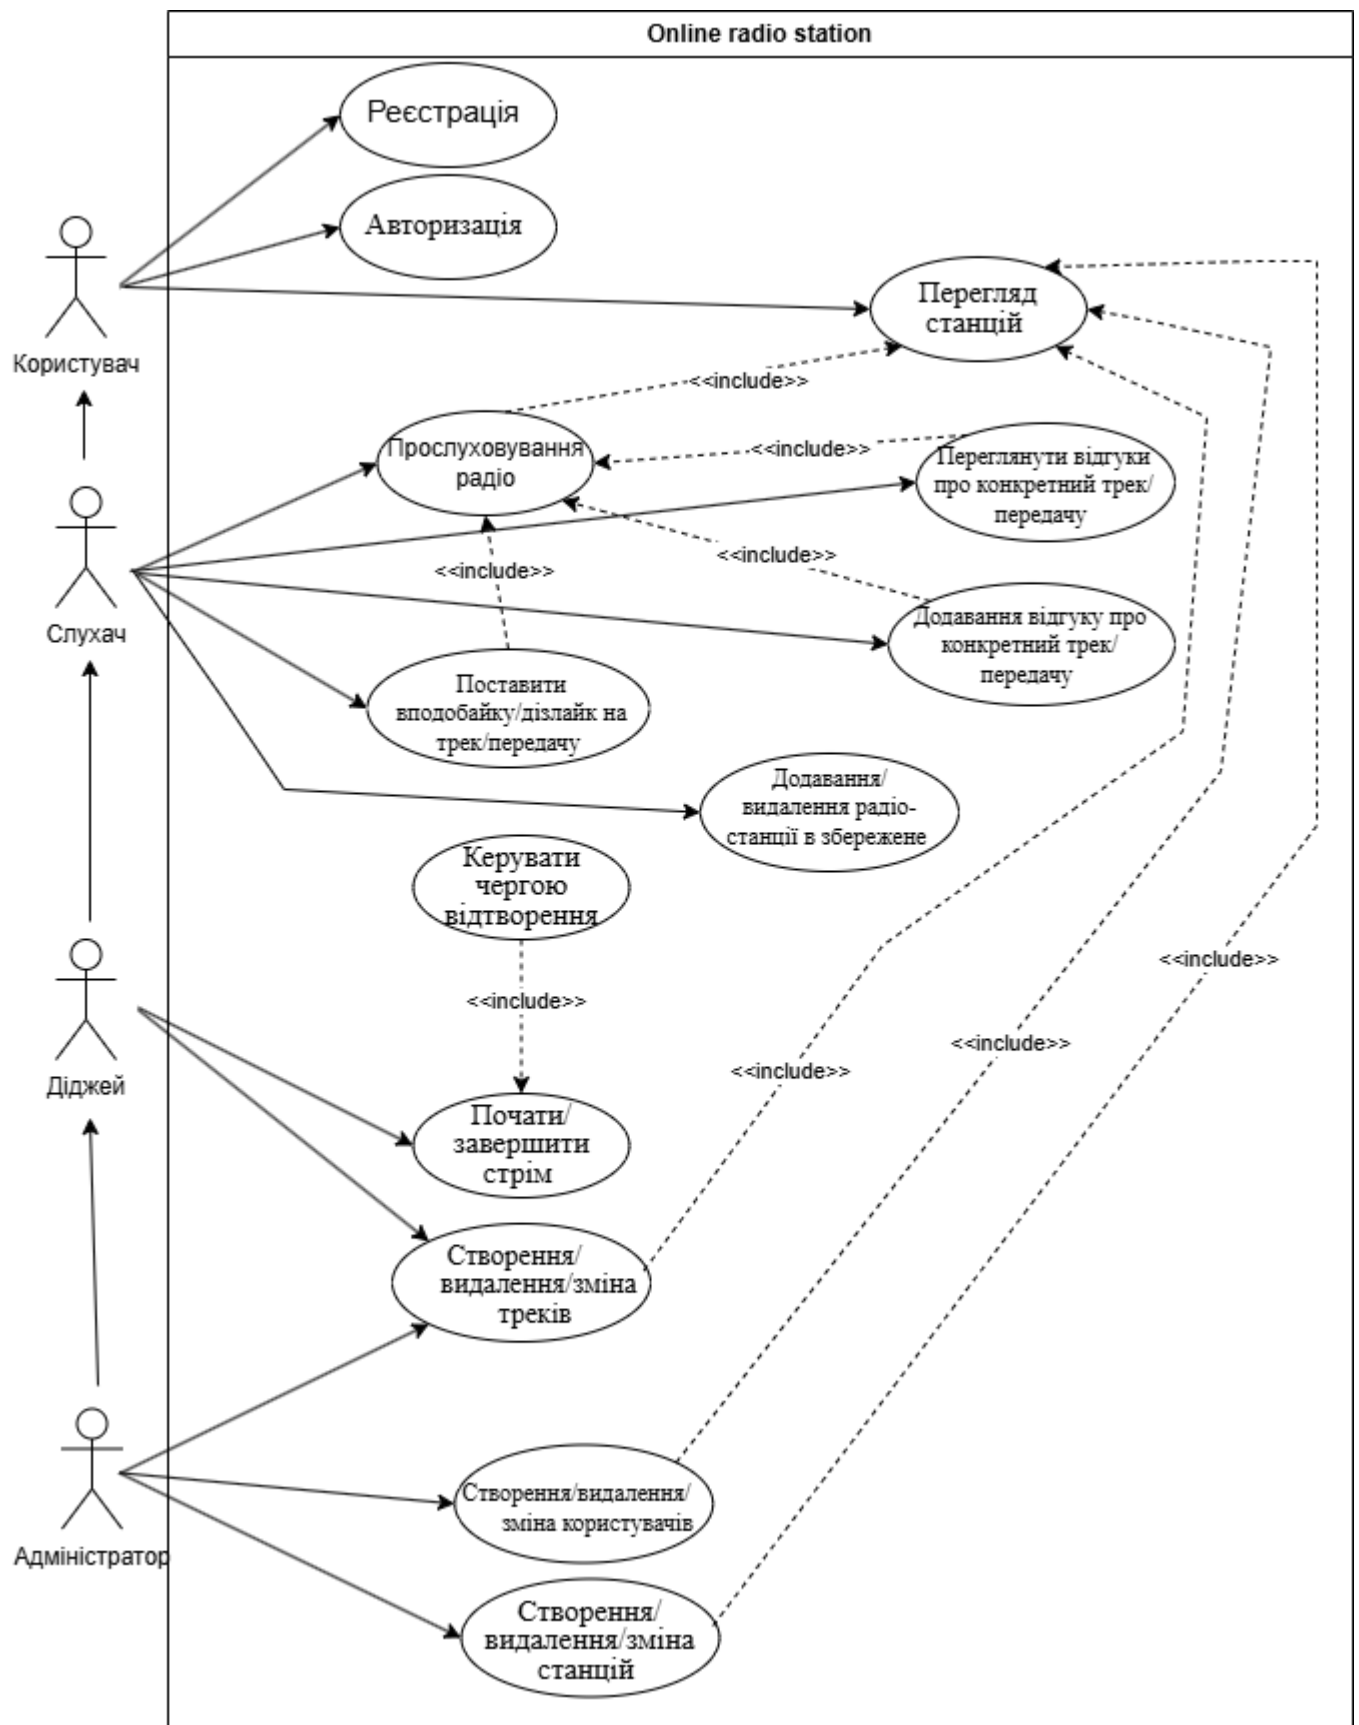 Online radio station
Реєстрація
Авторизація
Перегляд
станцій
Користувач
<<include>>
Прослуховування
радіо
<<include>>
Переглянути відгуки
про конкретний трек/
передачу
<<include>>
<<include>>
Слухач
Додавання відгуку про
конкретний трек/
передачу
Поставити
вподобайку/дізлайк на
трек/передачу
Додавання/
видалення радіо-
станції в збережене
Керувати
чергою
відтворення
<<include>>
<<include>>
<<include>>
<<include>>
Діджей
Почати/
завершити
стрім
Створення/
видалення/зміна
треків
Створення/видалення/
зміна користувачів
Адміністратор
Створення/
видалення/зміна
станцій